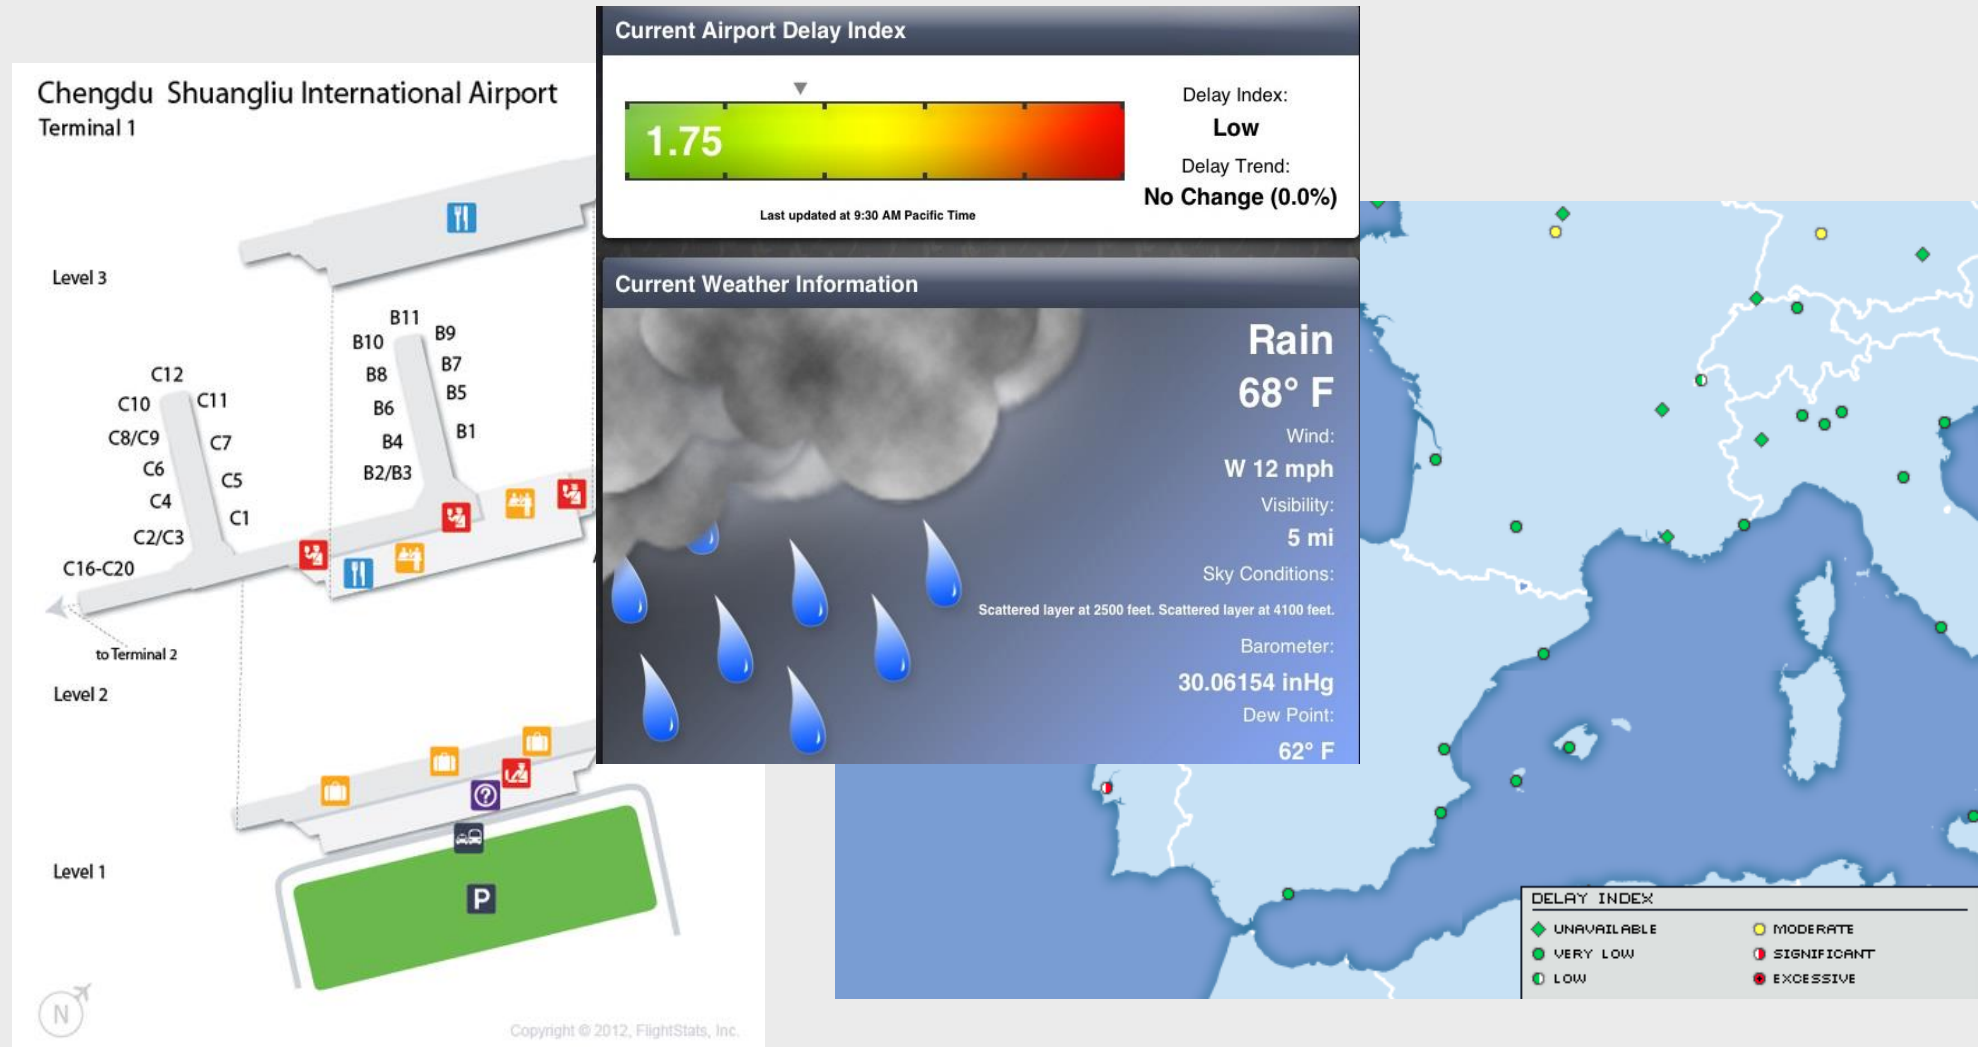 Chengdu Shuangliu International Airport
Terminal 1
Level 3
B11
B10
B9
B8
B7
B6
B5
B4
B1
B2/B3
C12
C10
C11
C8/C9
C7
C6
C5
C4
C1
C2/C3
C16-C20
to Terminal 2
Level 2
?
Level 1
P
N
Copyright © 2012, FlightStats, Inc.
Current Airport Delay Index
1.75
Delay Index:
Low
Delay Trend:
No Change (0.0%)
Last updated at 9:30 AM Pacific Time
Current Weather Information
Rain
68° F
Wind:
W 12 mph
Visibility:
5 mi
Sky Conditions:
Scattered layer at 2500 feet. Scattered layer at 4100 feet.
Barometer:
30.06154 inHg
Dew Point:
62° F
DELAY INDEX
UNAVAILABLE
VERY LOW
LOW
MODERATE
SIGNIFICANT
EXCESSIVE